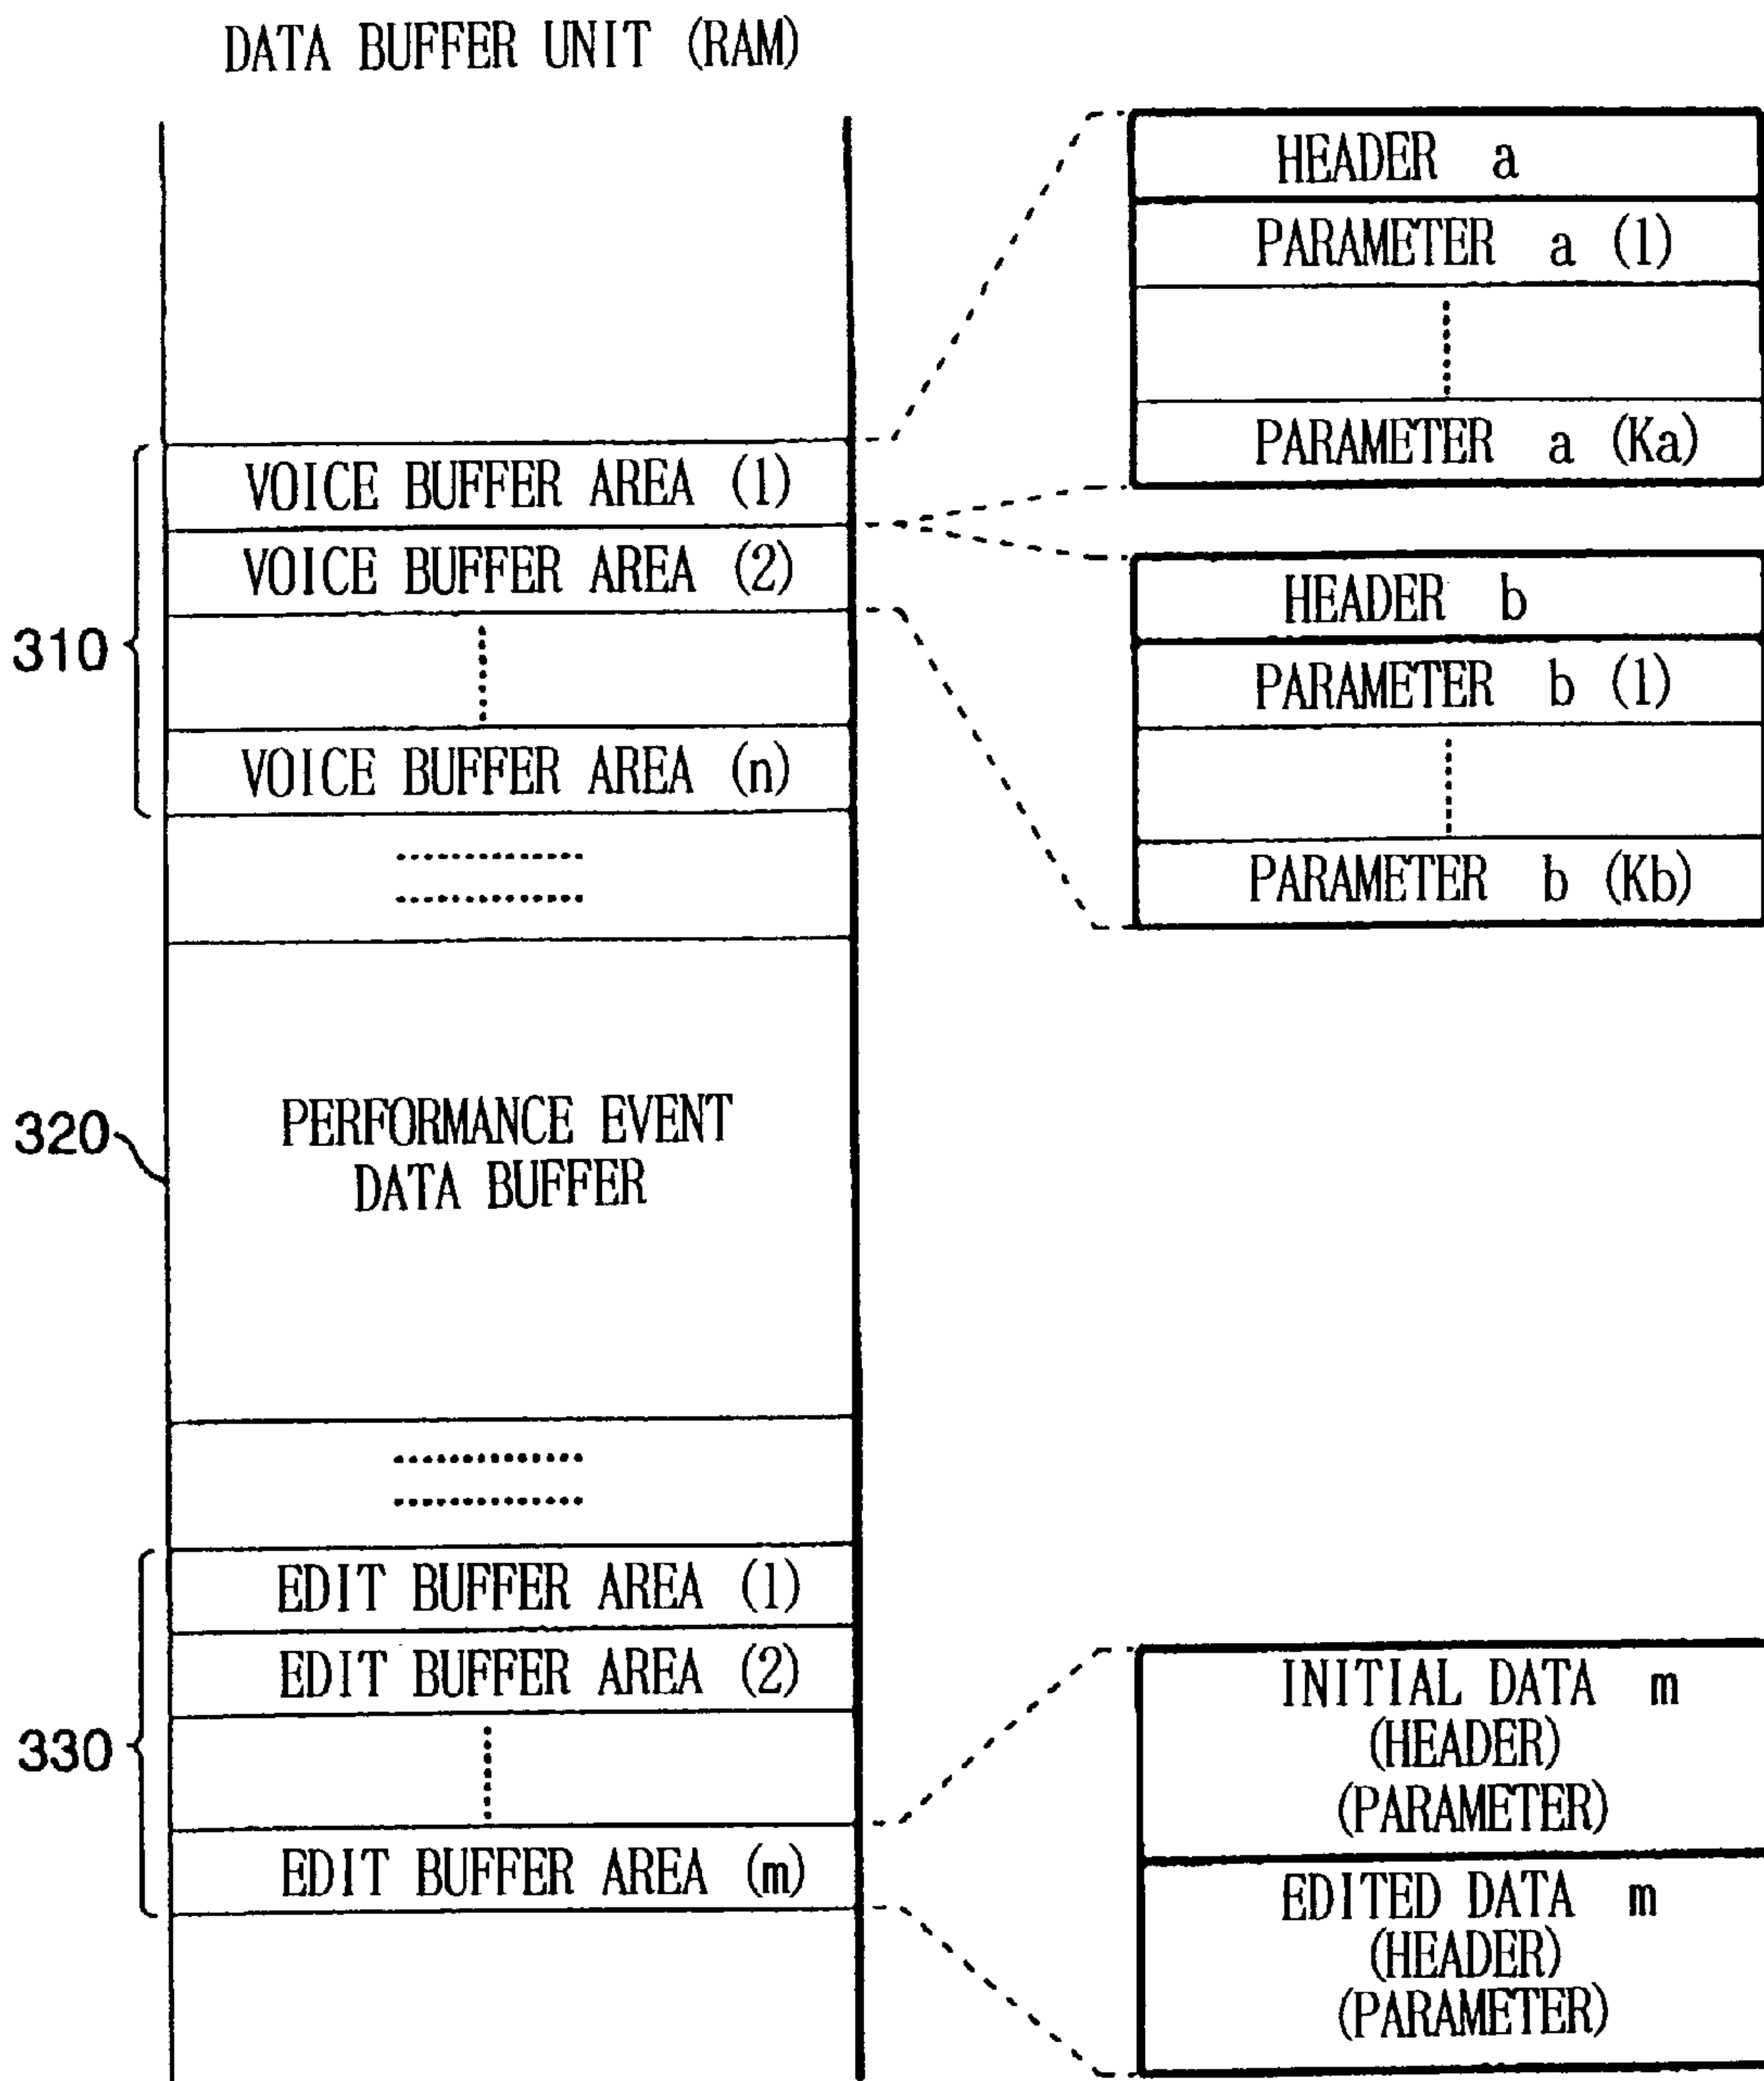 DATA BUFFER UNIT (RAM)
HEADER a
PARAMETER a (1)
PARAMETER a (Ka)
310
VOICE BUFFER AREA (1)
VOICE BUFFER AREA (2)
VOICE BUFFER AREA (n)
HEADER b
PARAMETER b (1)
PARAMETER b (Kb)
320
PERFORMANCE EVENT
DATA BUFFER
330
EDIT BUFFER AREA (1)
EDIT BUFFER AREA (2)
EDIT BUFFER AREA (m)
INITIAL DATA m
(HEADER)
(PARAMETER)
EDITED DATA m
(HEADER)
(PARAMETER)